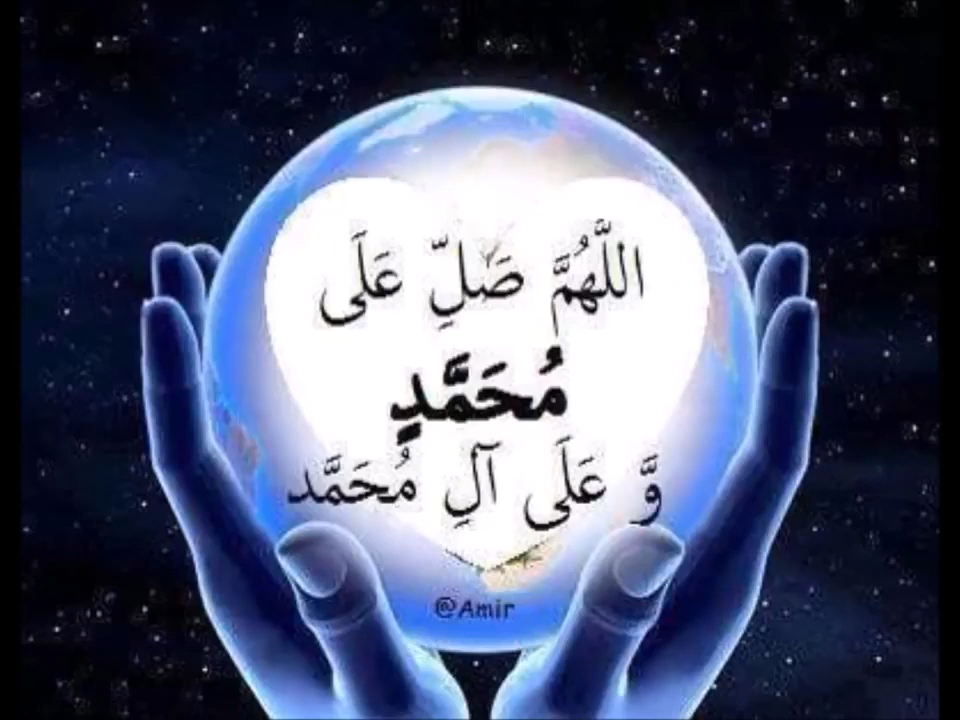 اللَّهُمَّ صَلِّ عَلَى
مُحَمَّدٍ
وَّ عَلَى آلِ مُحَمَّد
@Amir